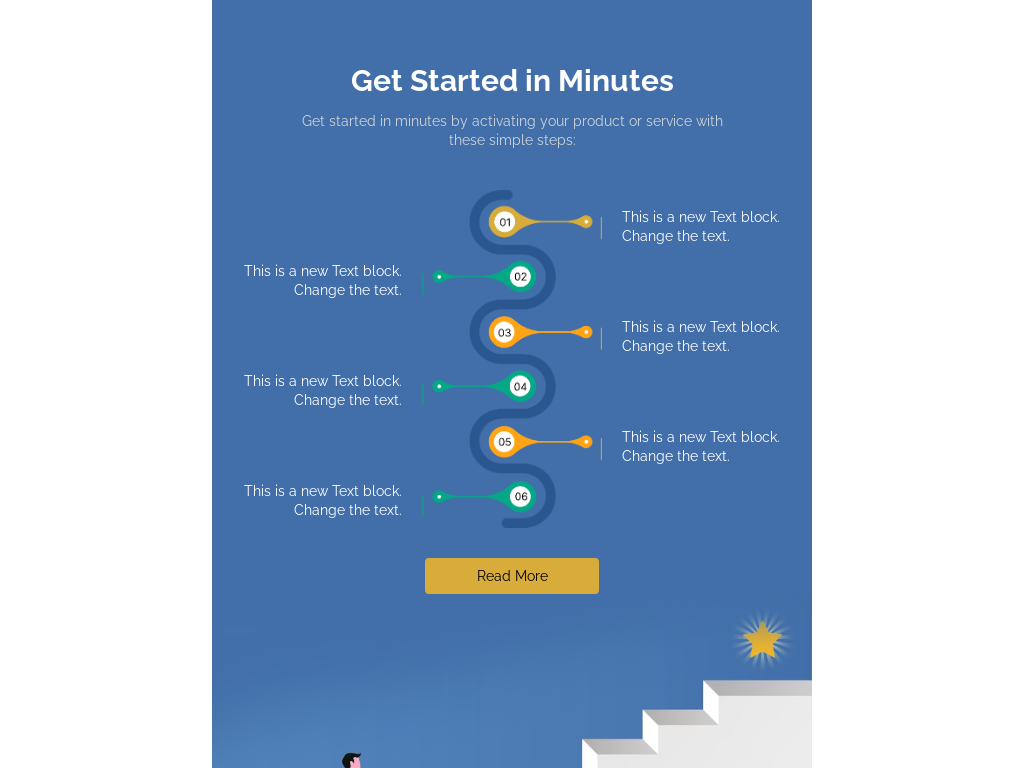 Get Started in Minutes
Get started in minutes by activating your product or service with
these simple steps:
01
This is a new Text block.
Change the text.
This is a new Text block.
Change the text.
02
03
This is a new Text block.
Change the text.
This is a new Text block.
Change the text.
04
05
This is a new Text block.
Change the text.
This is a new Text block.
Change the text.
06
Read More